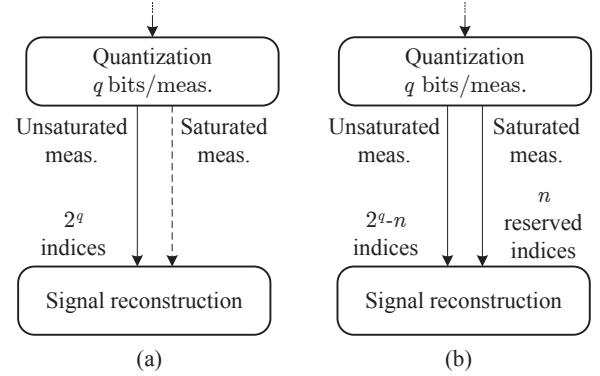 Quantization
q bits/meas.
Unsaturated
meas.
Saturated
meas.
2^q
indices
Signal reconstruction
(a)
Quantization
q bits/meas.
Unsaturated
meas.
Saturated
meas.
2^q-n
indices
n
reserved
indices
Signal reconstruction
(b)